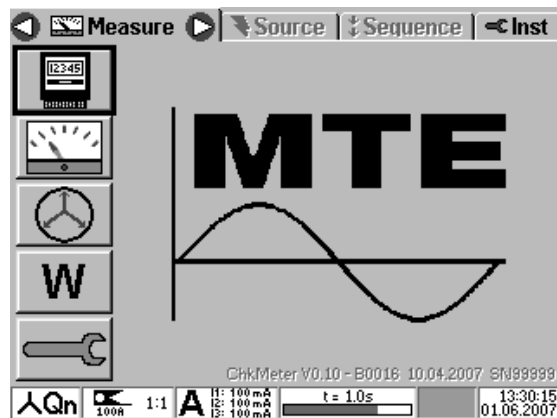 Measure Source Sequence Inst
12345
MTE
W
ChkMeter V0.10 - B0016 10.04.2007 SN99999
Qn 100A 1:1 A I1: 100 mA t = 1.0s 13:30:15
I2: 100 mA 01.06.2007
I3: 100 mA